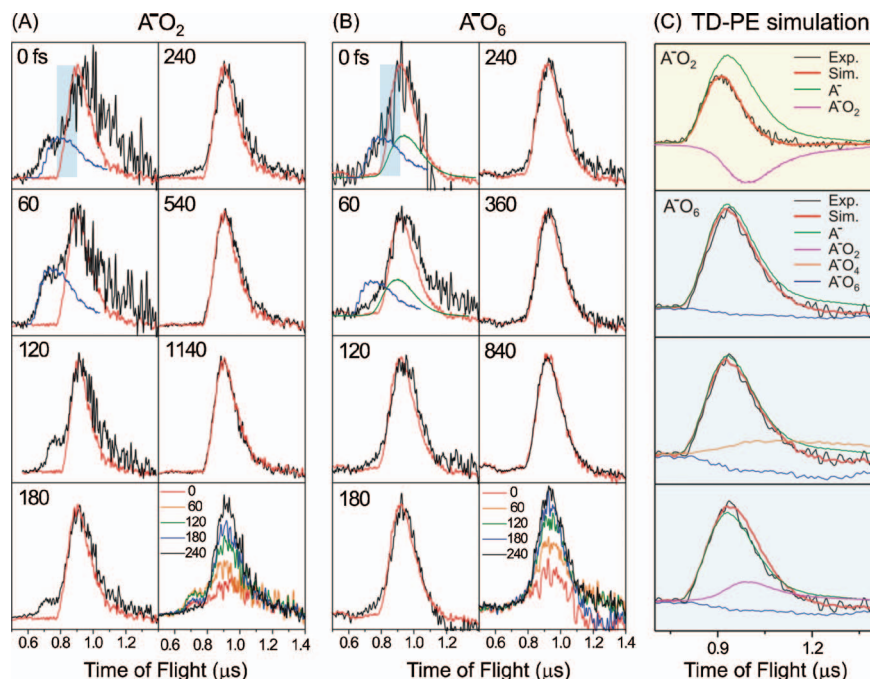 (A) A⁻O₂ (B) A⁻O₆ (C) TD-PE simulation
0 fs 240 0 fs 240 A⁻O₂ Exp.
Sim.
A⁻
A⁻O₂
60 540 60 360 A⁻O₆ Exp.
Sim.
A⁻
A⁻O₂
A⁻O₄
A⁻O₆
120 1140 120 840
180 0 180 0
60 60
120 120
180 180
240 240
0.6 0.8 1.0 1.2 0.6 0.8 1.0 1.2 1.4 0.6 0.8 1.0 1.2 0.6 0.8 1.0 1.2 1.4 0.9 1.2
Time of Flight (μs) Time of Flight (μs) Time of Flight (μs)